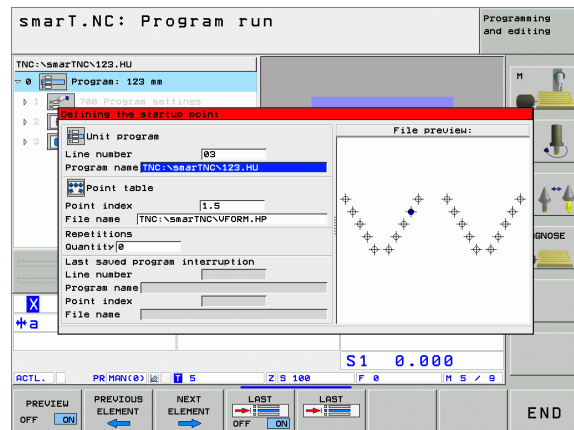 smarT.NC: Program run
Programming
and editing
TNC:\smarTNC\123.HU
0 Program: 123 mm
1 700 Program settings
2
3
M
Defining the startup point
Unit program
Line number 03
Program name TNC:\smarTNC\123.HU
Point table
Point index 1.5
File name TNC:\smarTNC\VFORM.HP
Repetitions
Quantity 0
Last saved program interruption
Line number
Program name
Point index
File name
File preview:
GNOSE
X
a
S1 0.000
ACTL. PR MAN(0) T 5 Z S 100 F 0 M 5 / 9
PREVIEW
OFF ON
PREVIOUS
ELEMENT
NEXT
ELEMENT
LAST
OFF ON
LAST
END